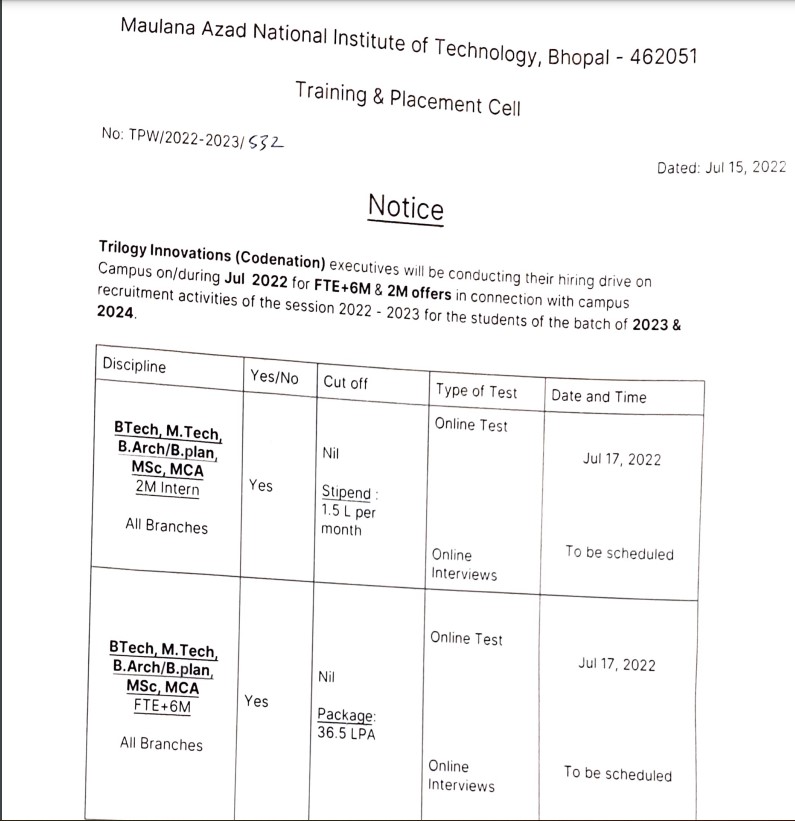 Maulana Azad National Institute of Technology, Bhopal - 462051
Training & Placement Cell
No: TPW/2022-2023/532
Dated: Jul 15, 2022
Notice
Trilogy Innovations (Codenation) executives will be conducting their hiring drive on
Campus on/during Jul 2022 for FTE+6M & 2M offers in connection with campus
recruitment activities of the session 2022 - 2023 for the students of the batch of 2023 &
2024.
Discipline
Yes/No
Cut off
Type of Test
Date and Time
BTech, M.Tech,
B.Arch/B.plan,
MSc, MCA
2M Intern
All Branches
Yes
Nil
Stipend :
1.5 L per
month
Online Test
Jul 17, 2022
Online
Interviews
To be scheduled
BTech, M.Tech,
B.Arch/B.plan,
MSc, MCA
FTE+6M
All Branches
Yes
Nil
Package:
36.5 LPA
Online Test
Jul 17, 2022
Online
Interviews
To be scheduled